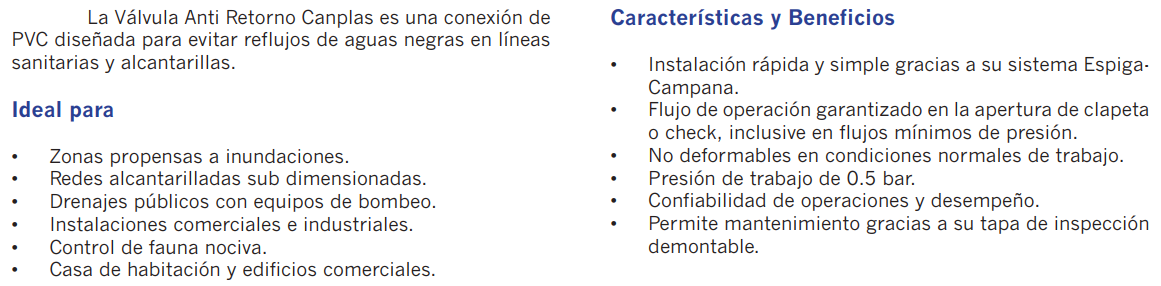 La Válvula Anti Retorno Canplas es una conexión de
PVC diseñada para evitar reflujos de aguas negras en líneas
sanitarias y alcantarillas.
Ideal para
• Zonas propensas a inundaciones.
• Redes alcantarilladas sub dimensionadas.
• Drenajes públicos con equipos de bombeo.
• Instalaciones comerciales e industriales.
• Control de fauna nociva.
• Casa de habitación y edificios comerciales.
Características y Beneficios
• Instalación rápida y simple gracias a su sistema Espiga-
Campana.
• Flujo de operación garantizado en la apertura de clapeta
o check, inclusive en flujos mínimos de presión.
• No deformables en condiciones normales de trabajo.
• Presión de trabajo de 0.5 bar.
• Confiabilidad de operaciones y desempeño.
• Permite mantenimiento gracias a su tapa de inspección
demontable.